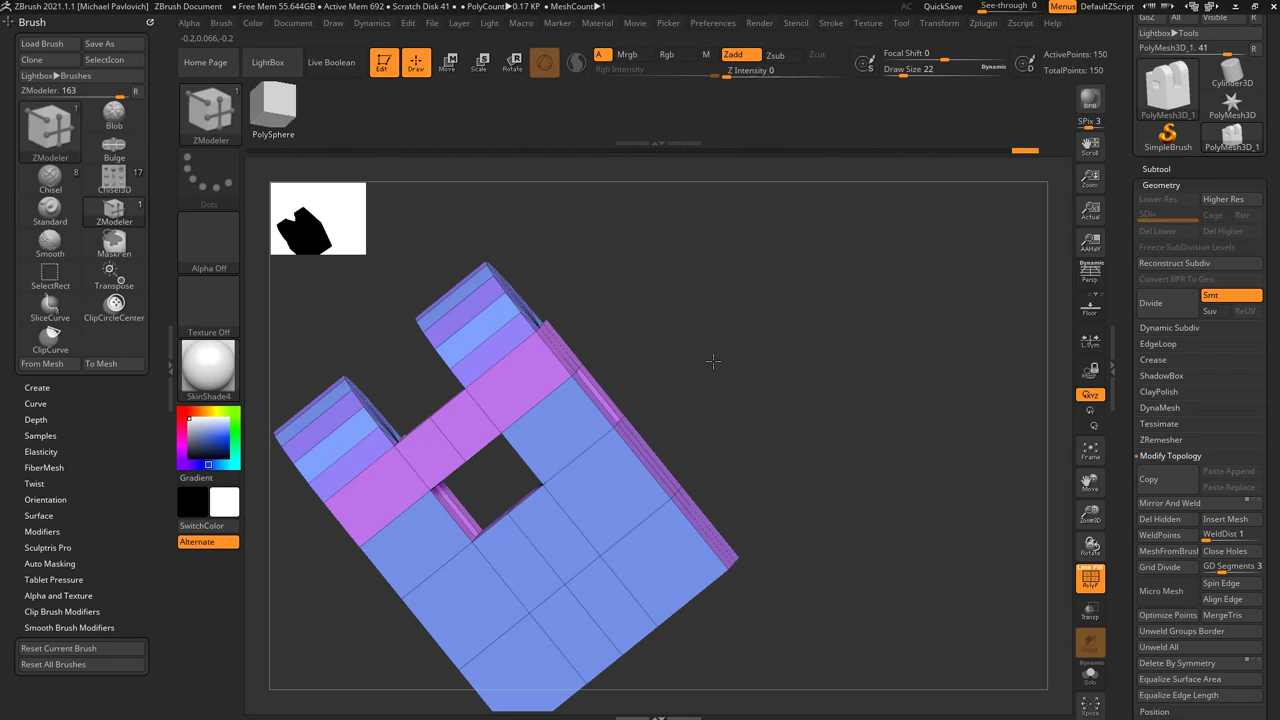 ZBrush 2021.1.1 [Michael Pavlovich]
ZBrush Document
Free Mem 55.644GB
Active Mem 692
Scratch Disk 41
PolyCount▶0.17 KP
MeshCount▶1
AC
QuickSave
See-through 0
Menus
DefaultZScript
Brush
Alpha
Brush
Color
Document
Draw
Dynamics
Edit
File
Layer
Light
Macro
Marker
Material
Movie
Picker
Preferences
Render
Stencil
Stroke
Texture
Tool
Transform
Zplugin
Zscript
Help
-0.2,0.066,-0.2
Load Brush
Save As
Clone
SelectIcon
Lightbox▶Brushes
ZModeler. 163
R
1
ZModeler
Blob
Bulge
8
Chisel
17
Chisel3D
Standard
1
ZModeler
Smooth
MaskPen
SelectRect
Transpose
SliceCurve
ClipCircleCenter
ClipCurve
From Mesh
To Mesh
Create
Curve
Depth
Samples
Elasticity
FiberMesh
Twist
Orientation
Surface
Modifiers
Sculptris Pro
Auto Masking
Tablet Pressure
Alpha and Texture
Clip Brush Modifiers
Smooth Brush Modifiers
Reset Current Brush
Reset All Brushes
Home Page
LightBox
Live Boolean
Edit
Draw
Move
Scale
Rotate
A
Mrgb
Rgb
M
Zadd
Zsub
Zcut
Rgb Intensity
Z Intensity 0
S
Focal Shift 0
Draw Size 22
Dynamic
D
ActivePoints: 150
TotalPoints: 150
1
ZModeler
PolySphere
Dots
Alpha Off
Texture Off
SkinShade4
Gradient
SwitchColor
Alternate
BPR
SPix 3
Scroll
Zoom
Actual
AAHalf
Dynamic
Persp
Floor
L.Sym
XYZ
Frame
Move
Zoom3D
Rotate
Line Fill
PolyF
Transp
Ghost
Dynamic
Solo
Xpose
GoZ
All
Visible
R
Lightbox▶Tools
PolyMesh3D_1. 41
R
PolyMesh3D_1
Cylinder3D
PolyMesh3D
SimpleBrush
PolyMesh3D_1
Subtool
Geometry
Lower Res
Higher Res
SDiv
Cage
Rstr
Del Lower
Del Higher
Freeze SubDivision Levels
Reconstruct Subdiv
Convert BPR To Geo
Divide
Smt
Suv
ReUV
Dynamic Subdiv
EdgeLoop
Crease
ShadowBox
ClayPolish
DynaMesh
Tessimate
ZRemesher
Modify Topology
Copy
Paste Append
Paste Replace
Mirror And Weld
Del Hidden
Insert Mesh
WeldPoints
WeldDist 1
MeshFromBrush
Close Holes
Grid Divide
GD Segments 3
Micro Mesh
Spin Edge
Align Edge
Optimize Points
MergeTris
Unweld Groups Border
Unweld All
Delete By Symmetry
Equalize Surface Area
Equalize Edge Length
Position